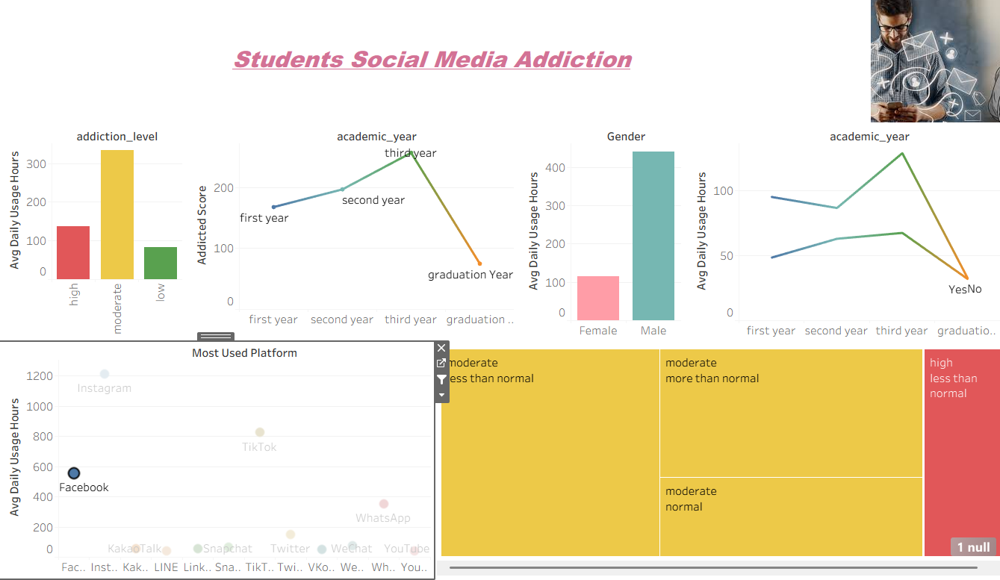 Students Social Media Addiction
addiction_level
Avg Daily Usage Hours
300
200
100
0
high
moderate
low
academic_year
Addicted Score
200
100
0
first year
second year
third year
graduation Year
first year
second year
third year
graduation ..
Gender
Avg Daily Usage Hours
400
300
200
100
0
Female
Male
academic_year
Avg Daily Usage Hours
100
50
0
YesNo
first year
second year
third year
graduatio..
Most Used Platform
Avg Daily Usage Hours
1200
1000
800
600
400
200
0
Instagram
TikTok
Facebook
WhatsApp
KakaoTalk
Snapchat
Twitter
WeChat
YouTube
Fac..
Inst..
Kak..
LINE
Link..
Sna..
TikT..
Twi..
VKo..
We..
Wh..
You..
moderate
ess than normal
moderate
more than normal
moderate
normal
high
less than
normal
1 null